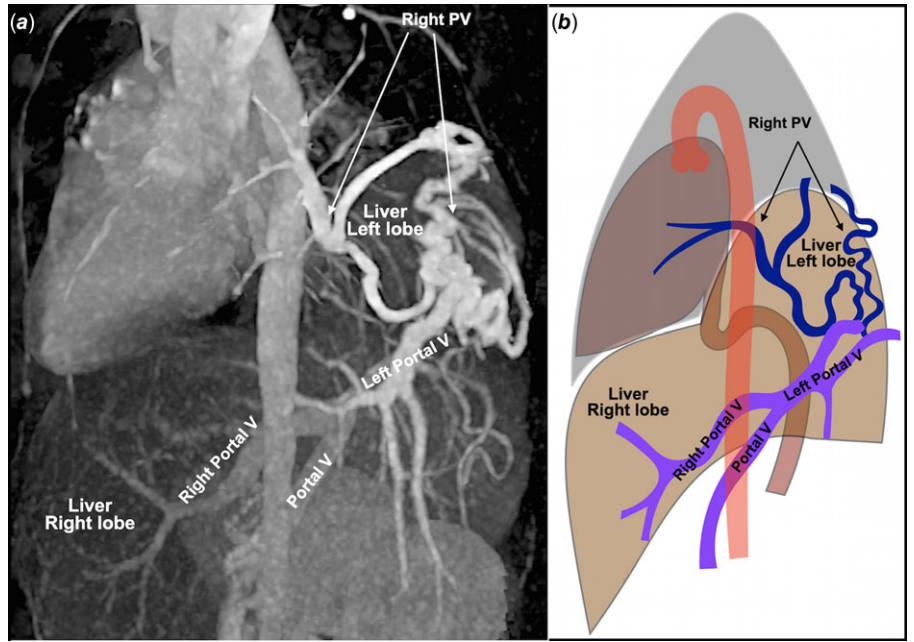 (a)
Right PV
Liver
Left lobe
Left Portal V
Right Portal V
Portal V
Liver
Right lobe
(b)
Right PV
Liver
Left lobe
Left Portal V
Liver
Right lobe
Right Portal V
Portal V